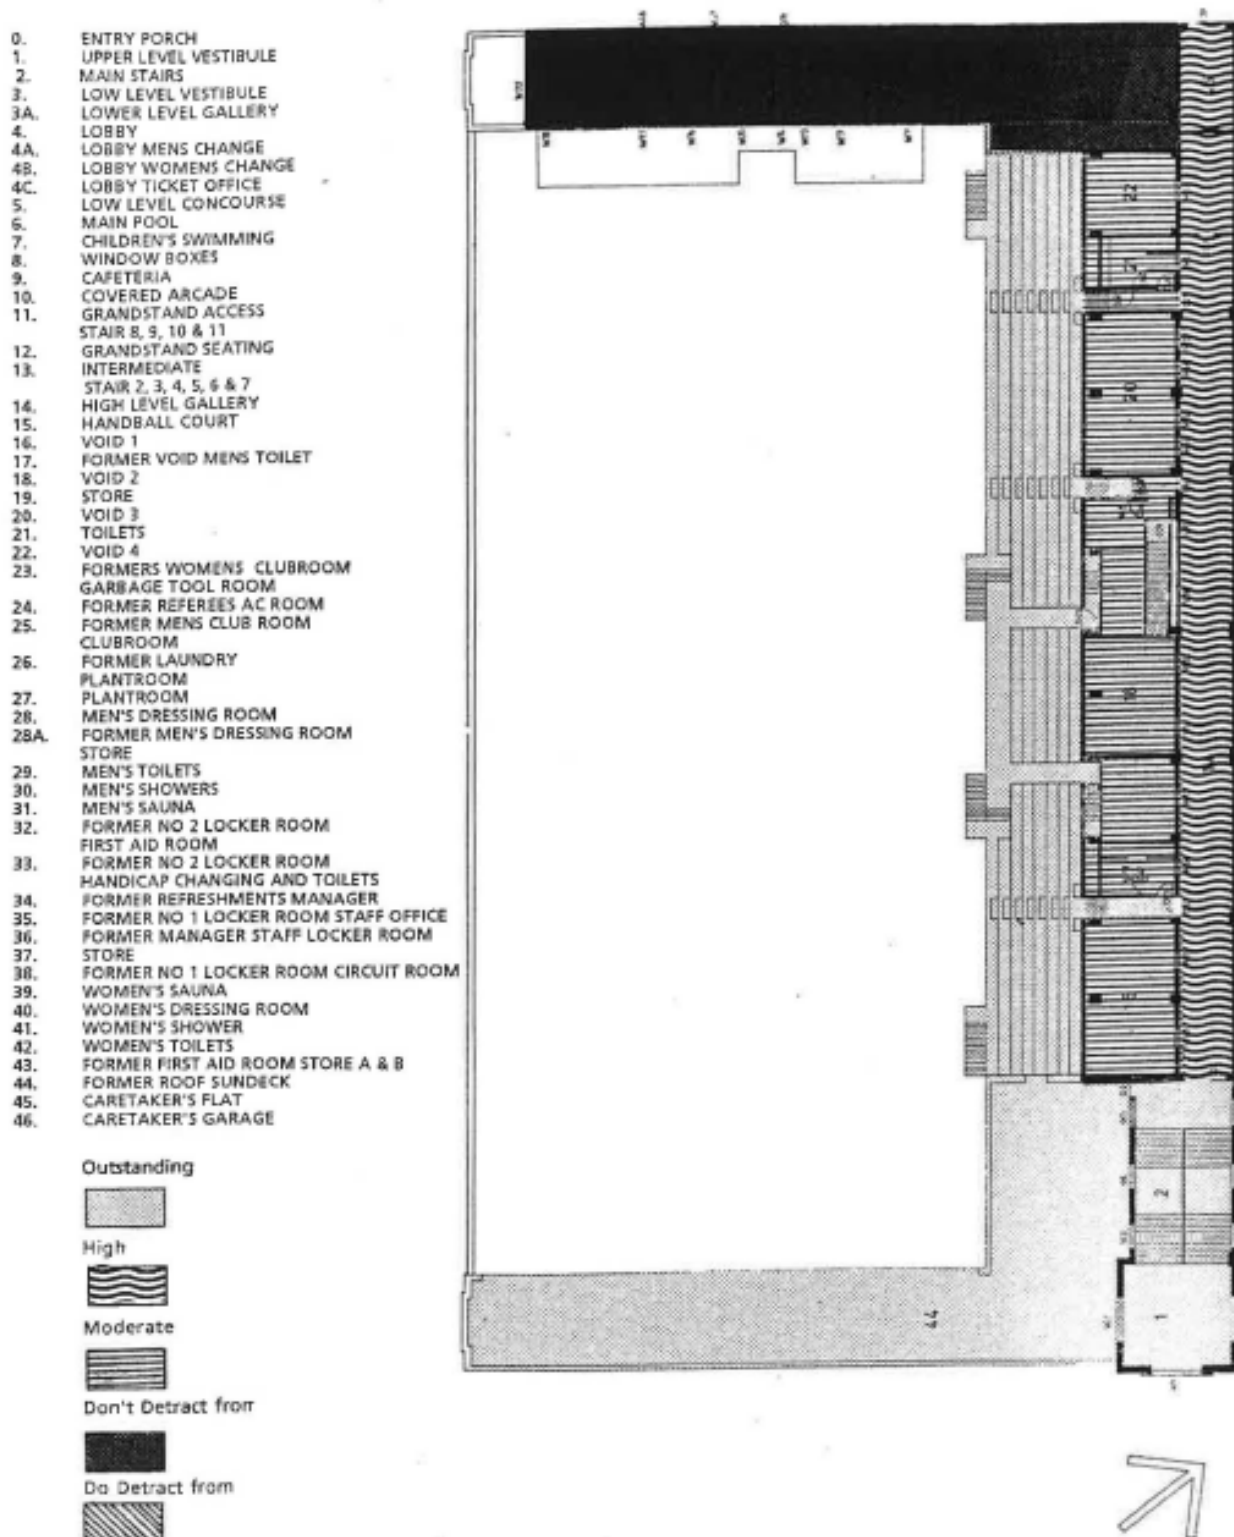 0. ENTRY PORCH
1. UPPER LEVEL VESTIBULE
2. MAIN STAIRS
3. LOW LEVEL VESTIBULE
3A. LOWER LEVEL GALLERY
4. LOBBY
4A. LOBBY MENS CHANGE
4B. LOBBY WOMENS CHANGE
4C. LOBBY TICKET OFFICE
5. LOW LEVEL CONCOURSE
6. MAIN POOL
7. CHILDREN'S SWIMMING
8. WINDOW BOXES
9. CAFETERIA
10. COVERED ARCADE
11. GRANDSTAND ACCESS
STAIR 8, 9, 10 & 11
12. GRANDSTAND SEATING
13. INTERMEDIATE
STAIR 2, 3, 4, 5, 6 & 7
14. HIGH LEVEL GALLERY
15. HANDBALL COURT
16. VOID 1
17. FORMER VOID MENS TOILET
18. VOID 2
19. STORE
20. VOID 3
21. TOILETS
22. VOID 4
23. FORMERS WOMENS CLUBROOM
GARBAGE TOOL ROOM
24. FORMER REFEREES AC ROOM
25. FORMER MENS CLUB ROOM
CLUBROOM
26. FORMER LAUNDRY
PLANTROOM
27. PLANTROOM
28. MEN'S DRESSING ROOM
28A. FORMER MEN'S DRESSING ROOM
STORE
29. MEN'S TOILETS
30. MEN'S SHOWERS
31. MEN'S SAUNA
32. FORMER NO 2 LOCKER ROOM
FIRST AID ROOM
33. FORMER NO 2 LOCKER ROOM
HANDICAP CHANGING AND TOILETS
34. FORMER REFRESHMENTS MANAGER
35. FORMER NO 1 LOCKER ROOM STAFF OFFICE
36. FORMER MANAGER STAFF LOCKER ROOM
37. STORE
38. FORMER NO 1 LOCKER ROOM CIRCUIT ROOM
39. WOMEN'S SAUNA
40. WOMEN'S DRESSING ROOM
41. WOMEN'S SHOWER
42. WOMEN'S TOILETS
43. FORMER FIRST AID ROOM STORE A & B
44. FORMER ROOF SUNDECK
45. CARETAKER'S FLAT
46. CARETAKER'S GARAGE
Outstanding
High
Moderate
Don't Detract from
Do Detract from
22
21
20
18
2
1
44